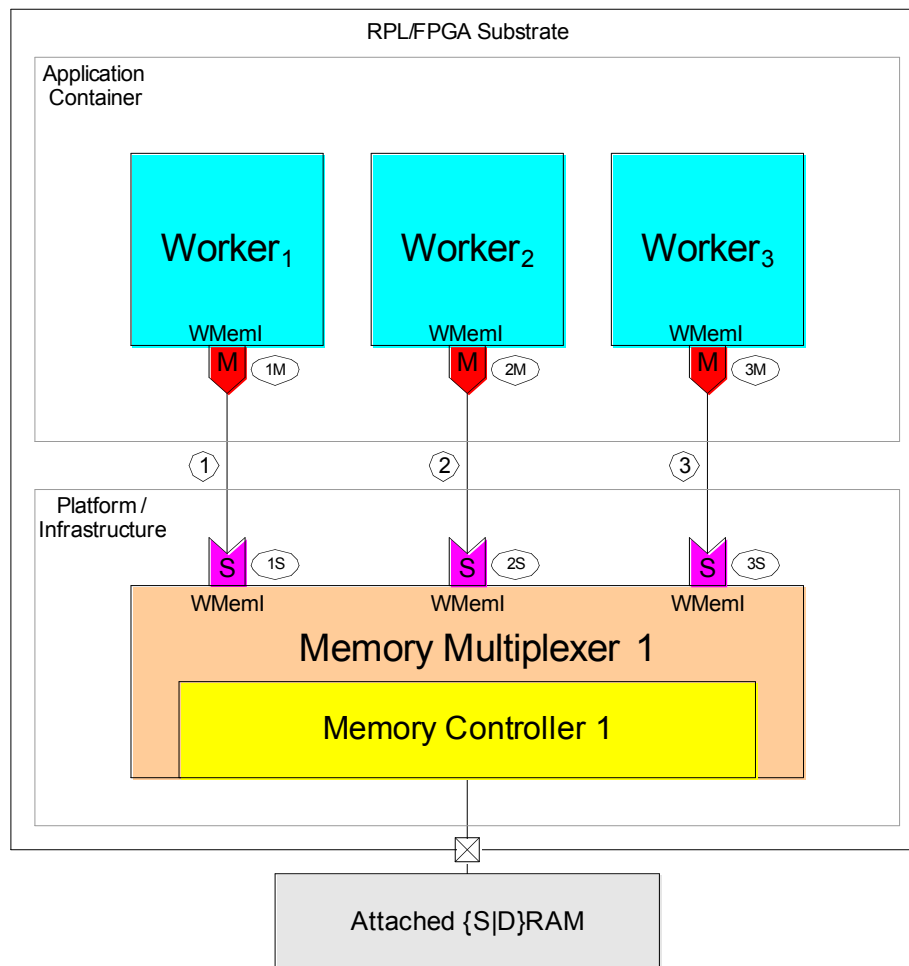 RPL/FPGA Substrate
Application
Container
Worker1
Worker2
Worker3
WMemI
WMemI
WMemI
M
1M
M
2M
M
3M
1
2
3
Platform /
Infrastructure
S
1S
S
2S
S
3S
WMemI
WMemI
WMemI
Memory Multiplexer 1
Memory Controller 1
Attached {S|D}RAM